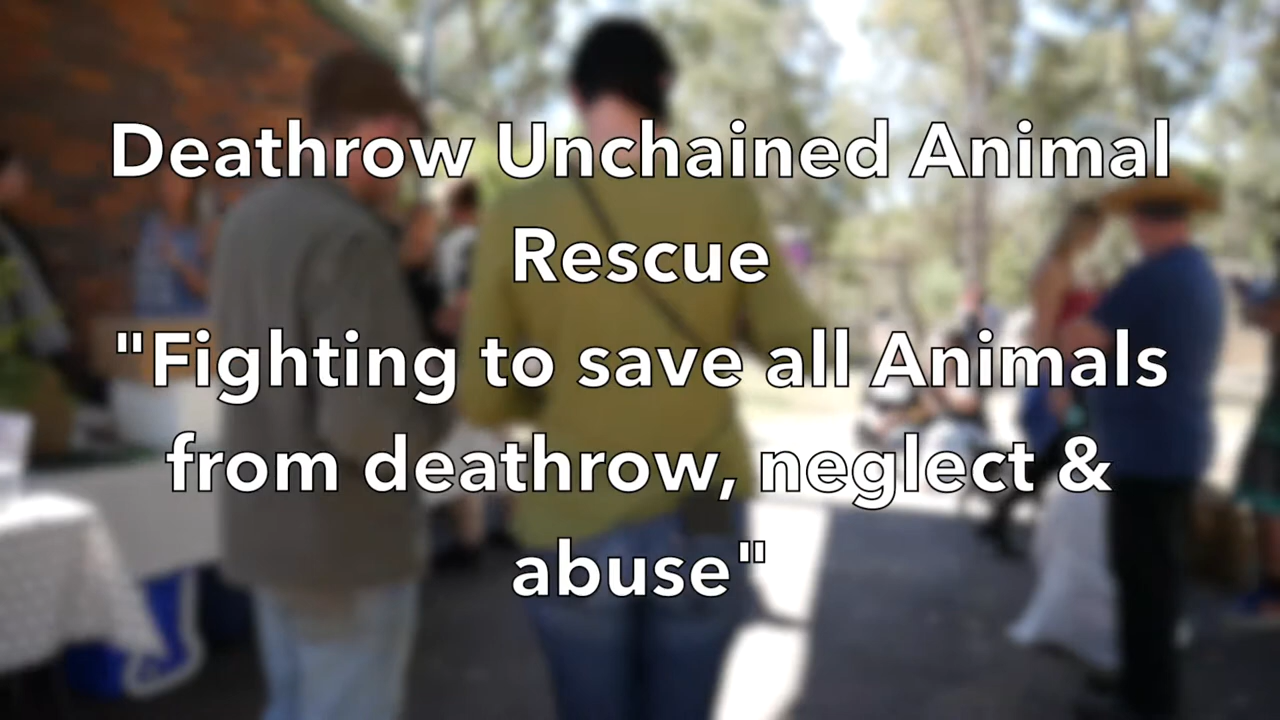 Deathrow Unchained Animal
Rescue
"Fighting to save all Animals
from deathrow, neglect &
abuse"